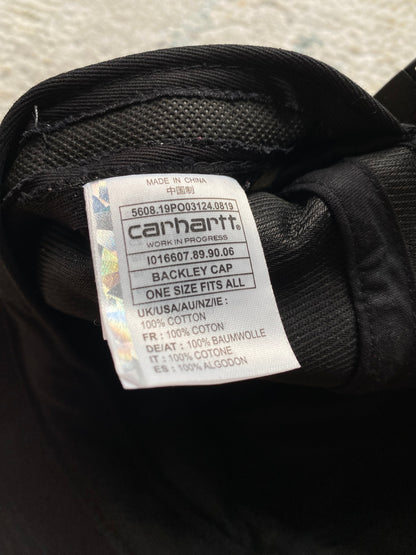 MADE IN CHINA
中国制
5608.19PO03124.0819
carhartt®
WORK IN PROGRESS
I016607.89.90.06
BACKLEY CAP
ONE SIZE FITS ALL
UK/USA/AU/NZ/IE :
100% COTTON
FR : 100% COTON
DE/AT : 100% BAUMWOLLE
IT : 100% COTONE
ES : 100% ALGODON